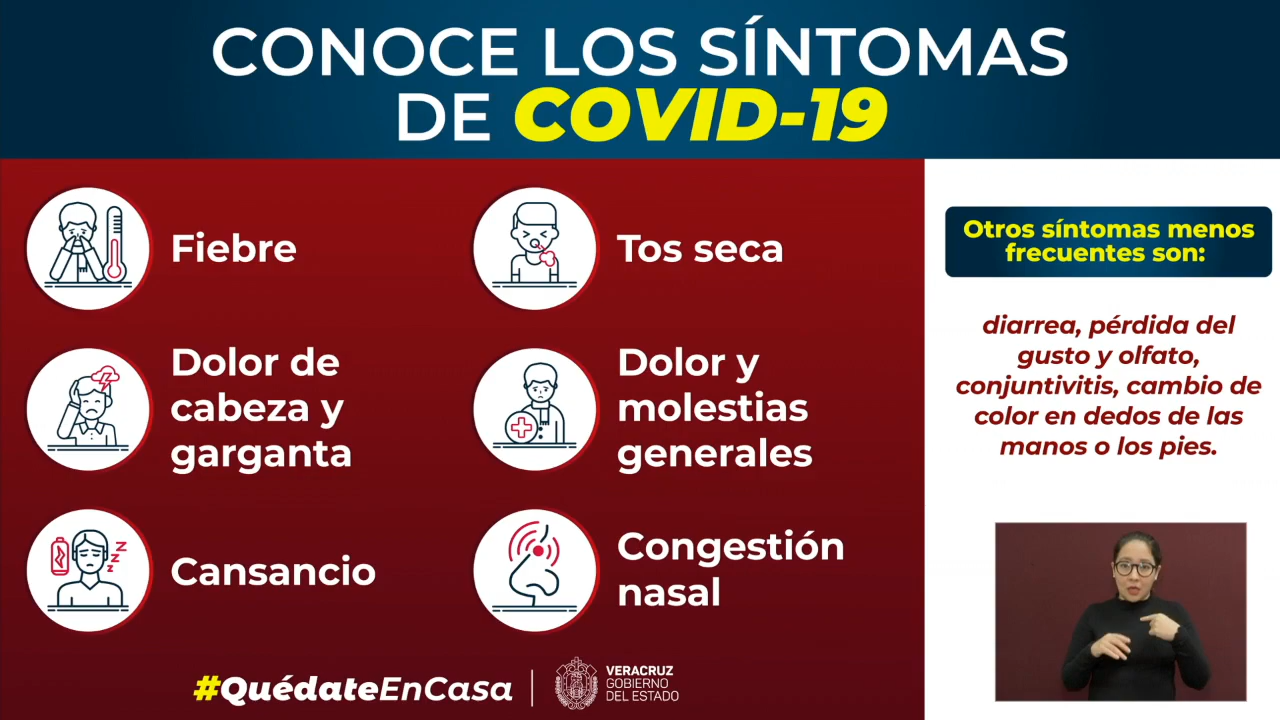 CONOCE LOS SÍNTOMAS
DE COVID-19
Fiebre
Tos seca
Dolor de
cabeza y
garganta
Dolor y
molestias
generales
Cansancio
Congestión
nasal
Otros síntomas menos
frecuentes son:
diarrea, pérdida del
gusto y olfato,
conjuntivitis, cambio de
color en dedos de las
manos o los pies.
#QuédateEnCasa
VERACRUZ
GOBIERNO
DEL ESTADO